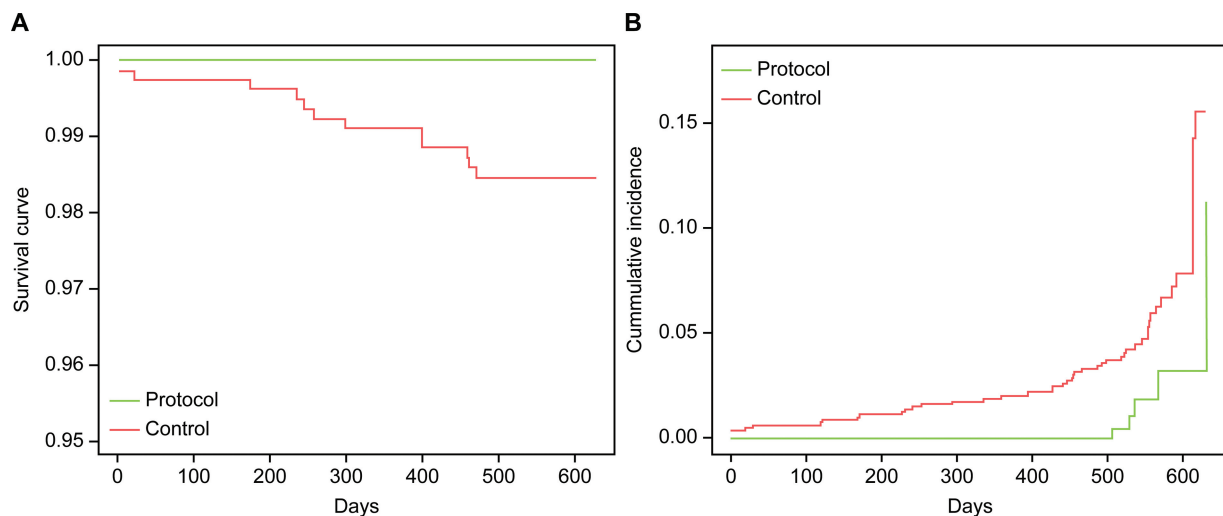 A
Survival curve
1.00
0.99
0.98
0.97
0.96
0.95
Protocol
Control
0 100 200 300 400 500 600
Days
B
Cummulative incidence
Protocol
Control
0.15
0.10
0.05
0.00
0 100 200 300 400 500 600
Days